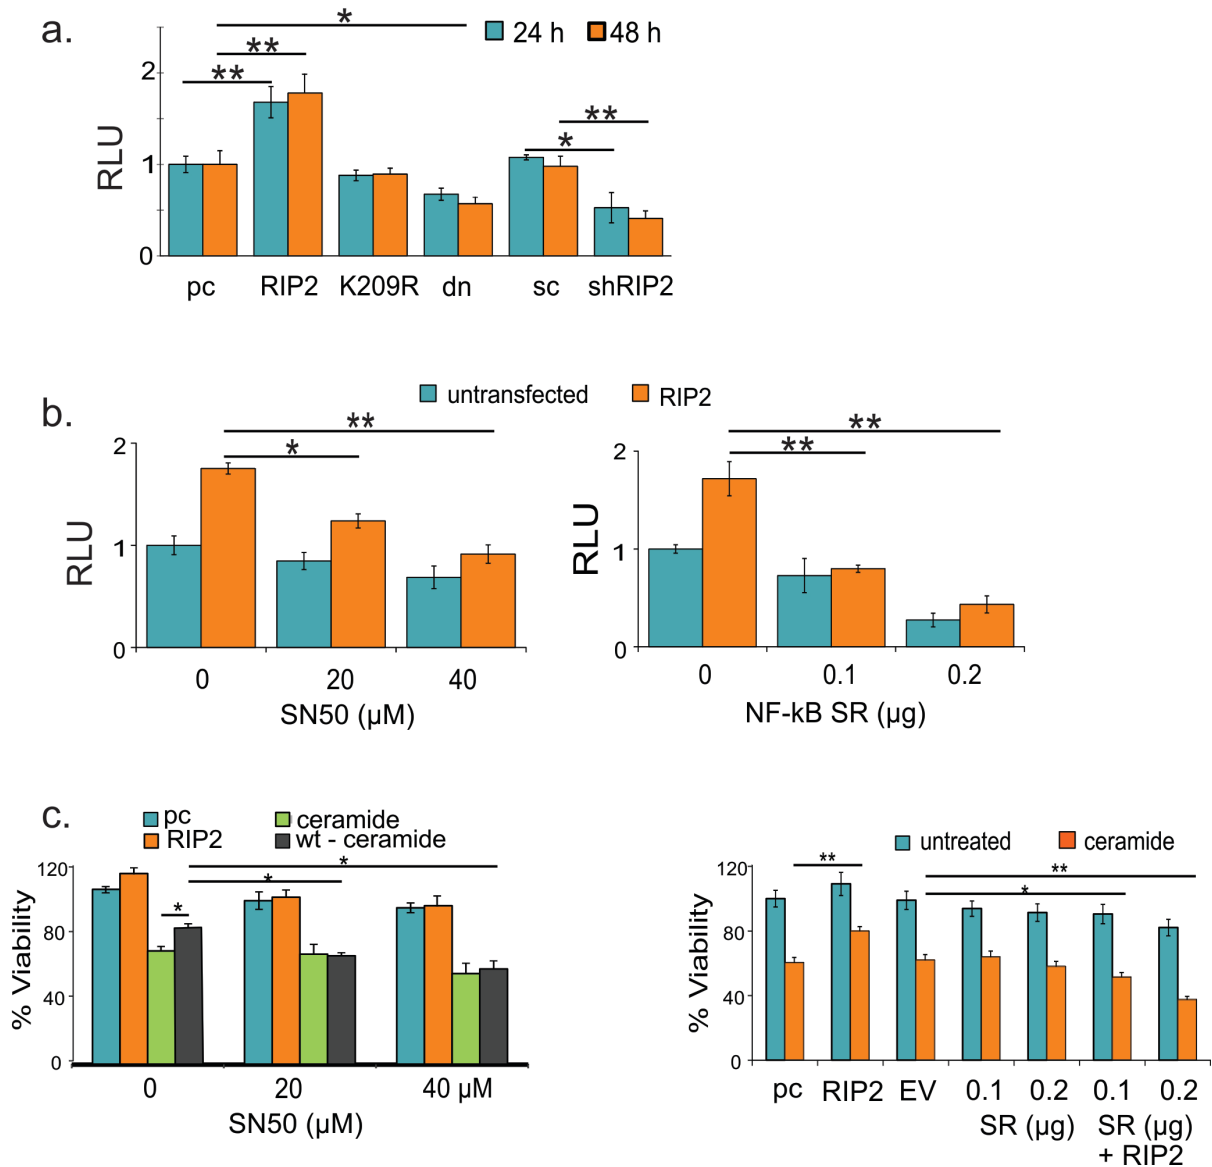 a.
* 24 h 48 h
**
2 **
**
*
RLU
1
0
pc RIP2 K209R dn sc shRIP2
untransfected RIP2
b.
** **
2 * 2 **
RLU 1 RLU 1
0 0
0 20 40 0 0.1 0.2
SN50 (µM) NF-kB SR (µg)
c.
pc ceramide
RIP2 wt - ceramide
untreated ceramide
120 * 120 ** **
* *
*
80 80
% Viability % Viability
40 40
0 0
0 20 40 µM pc RIP2 EV 0.1 0.2 0.1 0.2
SN50 (µM) SR (µg) SR (µg)
+ RIP2